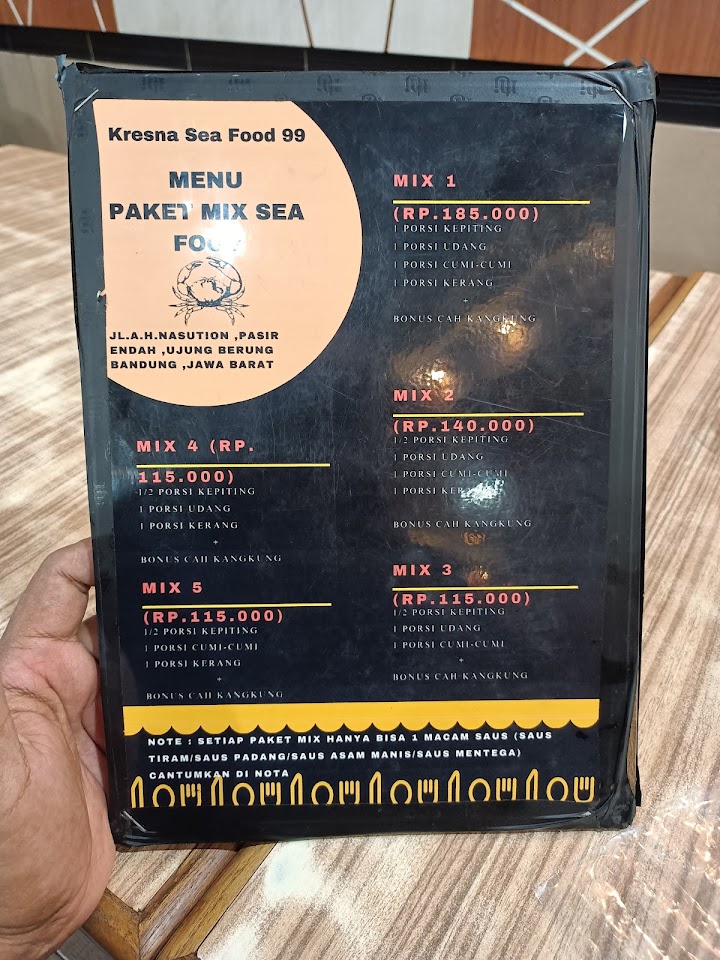 Kresna Sea Food 99
MENU
PAKET MIX SEA
JL.A.H.NASUTION ,PASIR
ENDAH ,UJUNG BERUNG
BANDUNG ,JAWA BARAT
MIX 1
(RP.185.000)
1 PORSI KEPITING
1 PORSI UDANG
1 PORSI CUMI-CUMI
1 PORSI KERANG
+
BONUS CAH KANGKUNG
MIX 2
(RP.140.000)
1/2 PORSI KEPITING
1 PORSI UDANG
1 PORSI CUMI-CUMI
1 PORSI KERANG
BONUS CAH KANGKUNG
MIX 3
(RP.115.000)
1/2 PORSI KEPITING
1 PORSI UDANG
1 PORSI CUMI-CUMI
+
BONUS CAH KANGKUNG
MIX 4 (RP.
115.000)
1/2 PORSI KEPITING
1 PORSI UDANG
1 PORSI KERANG
+
BONUS CAH KANGKUNG
MIX 5
(RP.115.000)
1/2 PORSI KEPITING
1 PORSI CUMI-CUMI
1 PORSI KERANG
+
BONUS CAH KANGKUNG
NOTE : SETIAP PAKET MIX HANYA BISA 1 MACAM SAUS (SAUS
TIRAM/SAUS PADANG/SAUS ASAM MANIS/SAUS MENTEGA)
CANTUMKAN DI NOTA